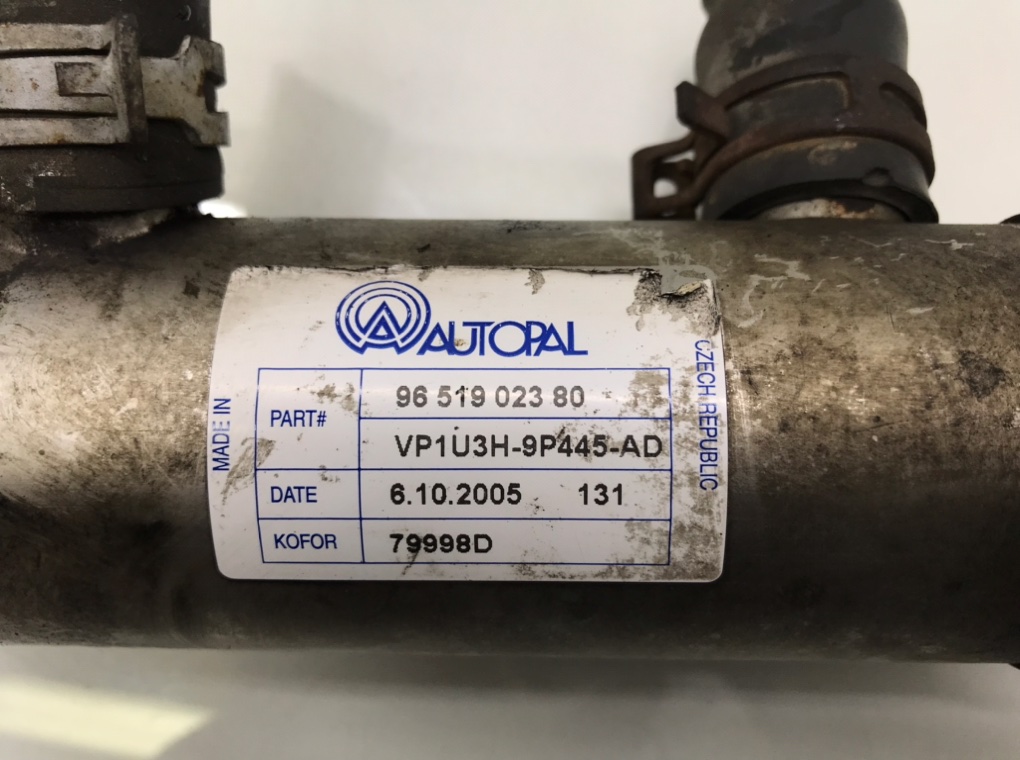 AUTOPAL
MADE IN
CZECH REPUBLIC
PART# 96 519 023 80
VP1U3H-9P445-AD
DATE 6.10.2005 131
KOFOR 79998D